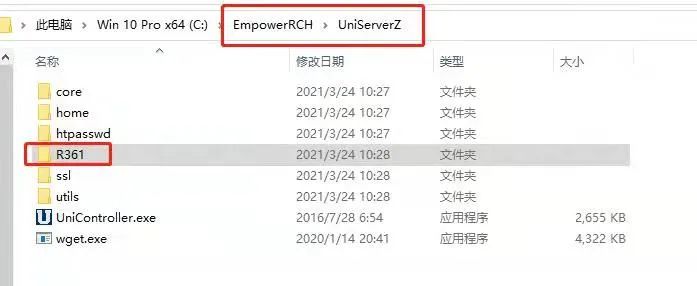 此电脑 > Win 10 Pro x64 (C:) > EmpowerRCH > UniServerZ
名称 修改日期 类型 大小
core 2021/3/24 10:27 文件夹
home 2021/3/24 10:27 文件夹
htpasswd 2021/3/24 10:27 文件夹
R361 2021/3/24 10:28 文件夹
ssl 2021/3/24 10:28 文件夹
utils 2021/3/24 10:28 文件夹
UniController.exe 2016/7/28 6:54 应用程序 2,655 KB
wget.exe 2020/1/14 20:41 应用程序 4,322 KB